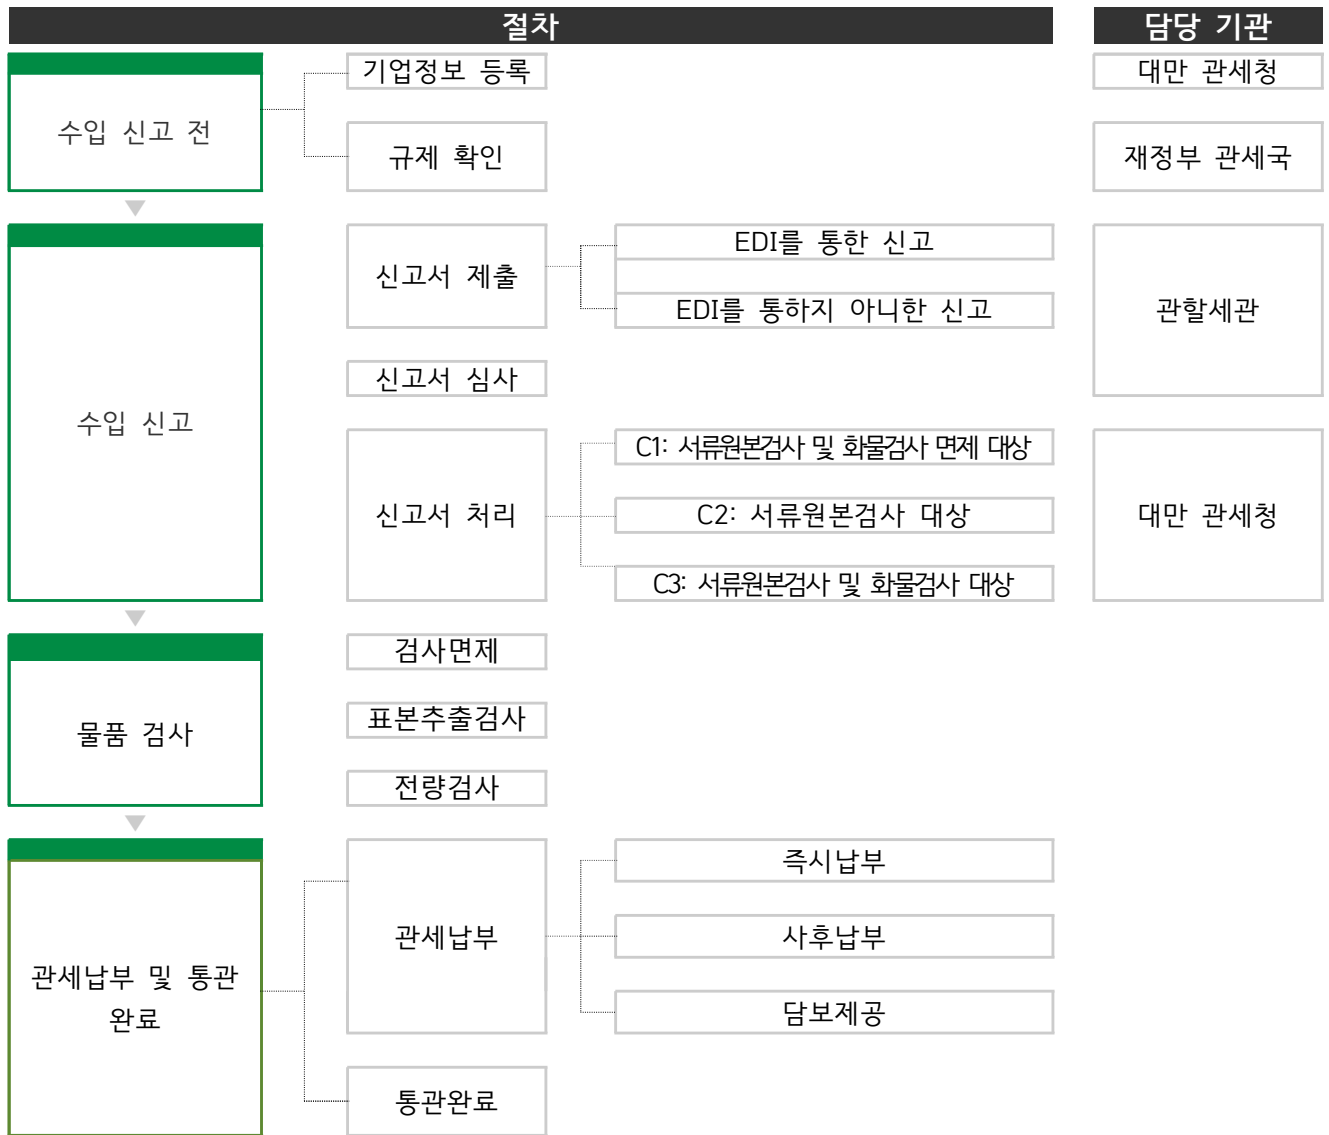 절차
담당 기관
수입 신고 전
기업정보 등록
대만 관세청
규제 확인
재정부 관세국
수입 신고
신고서 제출
EDI를 통한 신고
EDI를 통하지 아니한 신고
관할세관
신고서 심사
신고서 처리
C1: 서류원본검사 및 화물검사 면제 대상
C2: 서류원본검사 대상
C3: 서류원본검사 및 화물검사 대상
대만 관세청
물품 검사
검사면제
표본추출검사
전량검사
관세납부 및 통관
완료
관세납부
즉시납부
사후납부
담보제공
통관완료